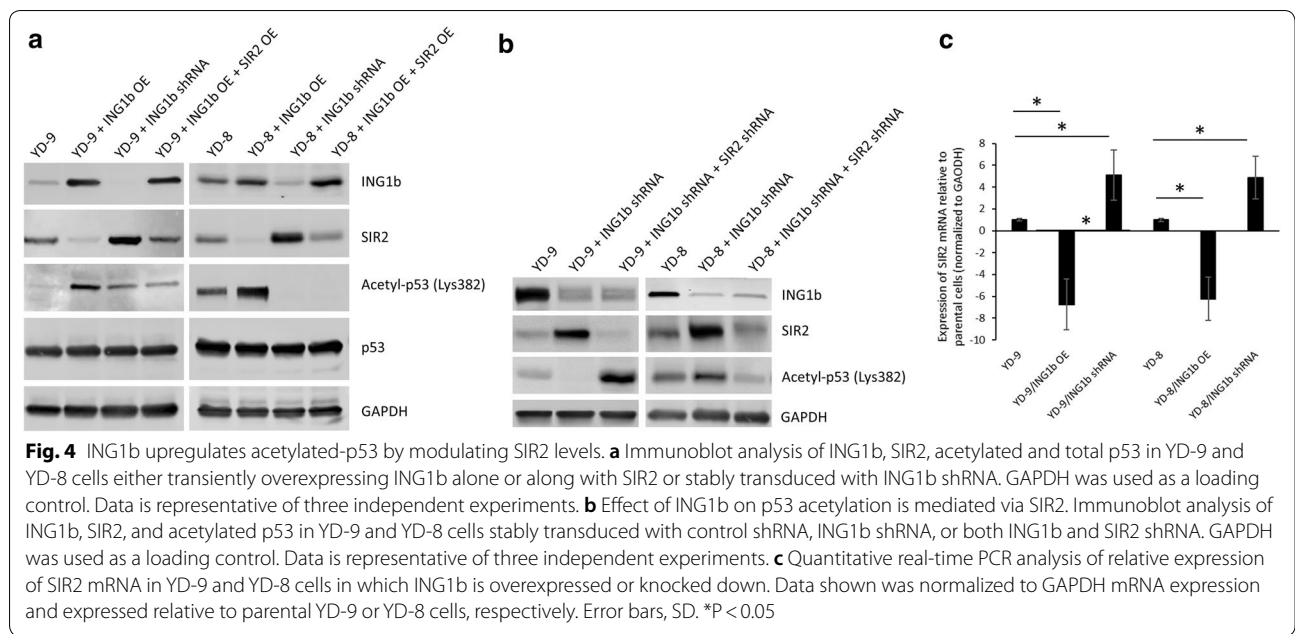 a
YD-9
YD-9 + ING1b OE
YD-9 + ING1b shRNA
YD-9 + ING1b OE + SIR2 OE
YD-8
YD-8 + ING1b OE
YD-8 + ING1b shRNA
YD-8 + ING1b OE + SIR2 OE
ING1b
SIR2
Acetyl-p53 (Lys382)
p53
GAPDH
b
YD-9
YD-9 + ING1b shRNA
YD-9 + ING1b shRNA + SIR2 shRNA
YD-8
YD-8 + ING1b shRNA
YD-8 + ING1b shRNA + SIR2 shRNA
ING1b
SIR2
Acetyl-p53 (Lys382)
GAPDH
c
Expression of SIR2 mRNA relative to
parental cells (normalized to GAODH)
8
6
4
2
0
-2
-4
-6
-8
-10
*
*
*
*
*
YD-9
YD-9/ING1b OE
YD-9/ING1b shRNA
YD-8
YD-8/ING1b OE
YD-8/ING1b shRNA
Fig. 4 ING1b upregulates acetylated-p53 by modulating SIR2 levels. a Immunoblot analysis of ING1b, SIR2, acetylated and total p53 in YD-9 and
YD-8 cells either transiently overexpressing ING1b alone or along with SIR2 or stably transduced with ING1b shRNA. GAPDH was used as a loading
control. Data is representative of three independent experiments. b Effect of ING1b on p53 acetylation is mediated via SIR2. Immunoblot analysis of
ING1b, SIR2, and acetylated p53 in YD-9 and YD-8 cells stably transduced with control shRNA, ING1b shRNA, or both ING1b and SIR2 shRNA. GAPDH
was used as a loading control. Data is representative of three independent experiments. c Quantitative real-time PCR analysis of relative expression
of SIR2 mRNA in YD-9 and YD-8 cells in which ING1b is overexpressed or knocked down. Data shown was normalized to GAPDH mRNA expression
and expressed relative to parental YD-9 or YD-8 cells, respectively. Error bars, SD. *P < 0.05